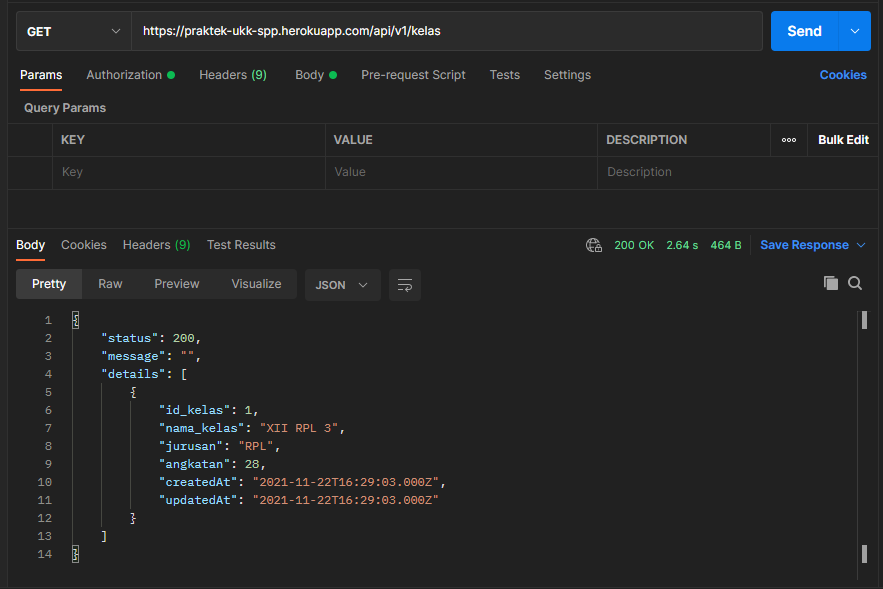 GET https://praktek-ukk-spp.herokuapp.com/api/v1/kelas Send
Params Authorization Headers (9) Body Pre-request Script Tests Settings Cookies
Query Params
KEY VALUE DESCRIPTION ooo Bulk Edit
Key Value Description
Body Cookies Headers (9) Test Results 200 OK 2.64 s 464 B Save Response
Pretty Raw Preview Visualize JSON
1 {
2 "status": 200,
3 "message": "",
4 "details": [
5 {
6 "id_kelas": 1,
7 "nama_kelas": "XII RPL 3",
8 "jurusan": "RPL",
9 "angkatan": 28,
10 "createdAt": "2021-11-22T16:29:03.000Z",
11 "updatedAt": "2021-11-22T16:29:03.000Z"
12 }
13 ]
14 }